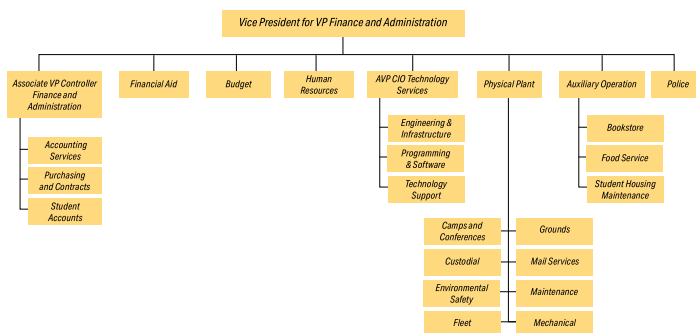 Vice President for VP Finance and Administration
Associate VP Controller
Finance and
Administration
Financial Aid
Budget
Human
Resources
AVP CIO Technology
Services
Physical Plant
Auxiliary Operation
Police
Accounting
Services
Purchasing
and Contracts
Student
Accounts
Engineering &
Infrastructure
Programming
& Software
Technology
Support
Bookstore
Food Service
Student Housing
Maintenance
Camps and
Conferences
Grounds
Custodial
Mail Services
Environmental
Safety
Maintenance
Fleet
Mechanical